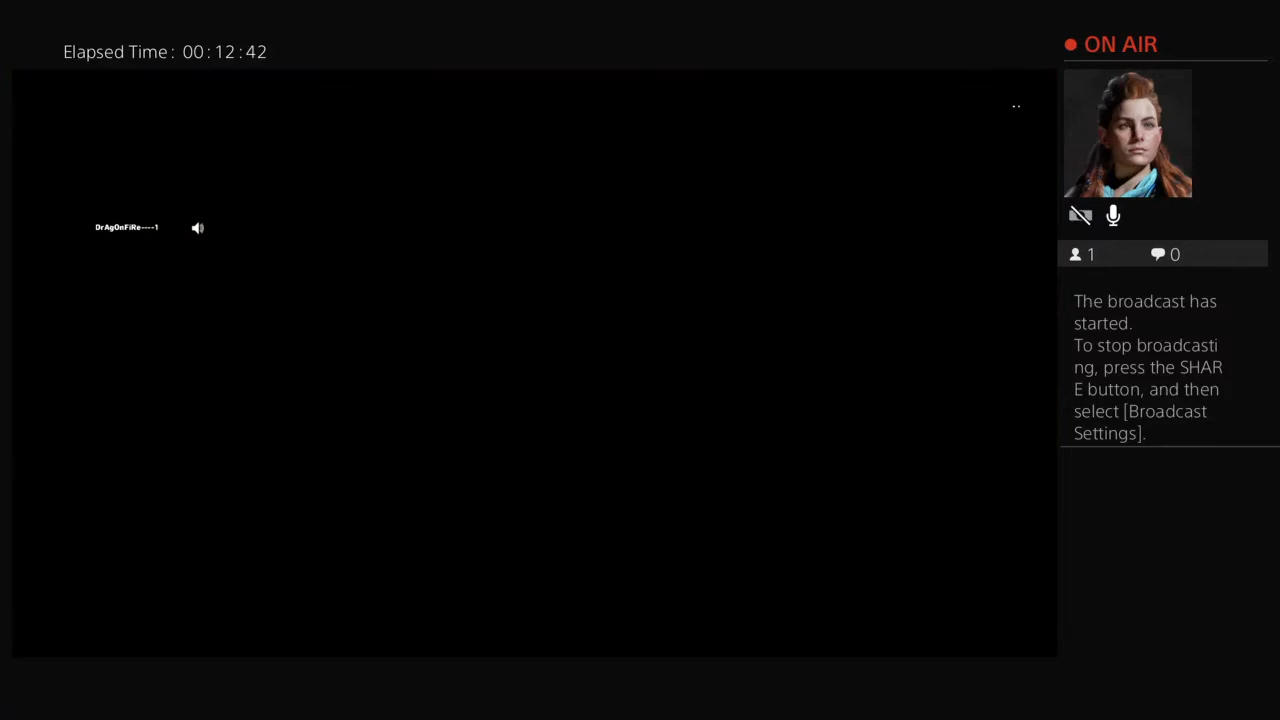 Elapsed Time: 00:12:42
ON AIR
DrAgOnFiRe----1
1
0
The broadcast has
started.
To stop broadcasti
ng, press the SHAR
E button, and then
select [Broadcast
Settings].